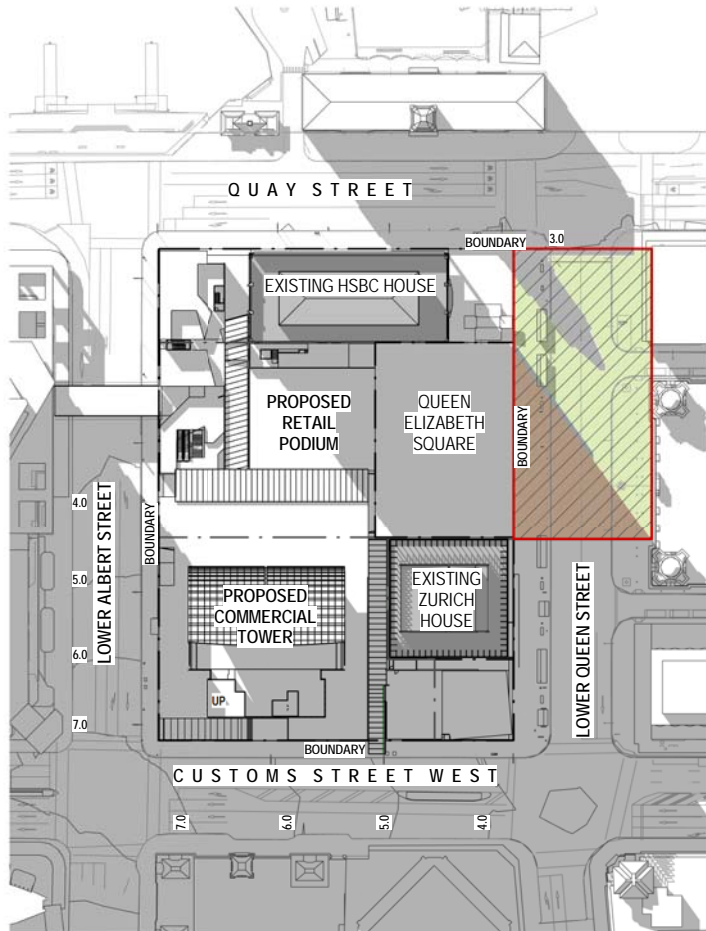 QUAY STREET
BOUNDARY
3.0
EXISTING HSBC HOUSE
PROPOSED
RETAIL
PODIUM
QUEEN
ELIZABETH
SQUARE
BOUNDARY
LOWER ALBERT STREET
4.0
5.0
6.0
7.0
BOUNDARY
PROPOSED
COMMERCIAL
TOWER
EXISTING
ZURICH
HOUSE
LOWER QUEEN STREET
UP
BOUNDARY
CUSTOMS STREET WEST
7.0
6.0
5.0
4.0